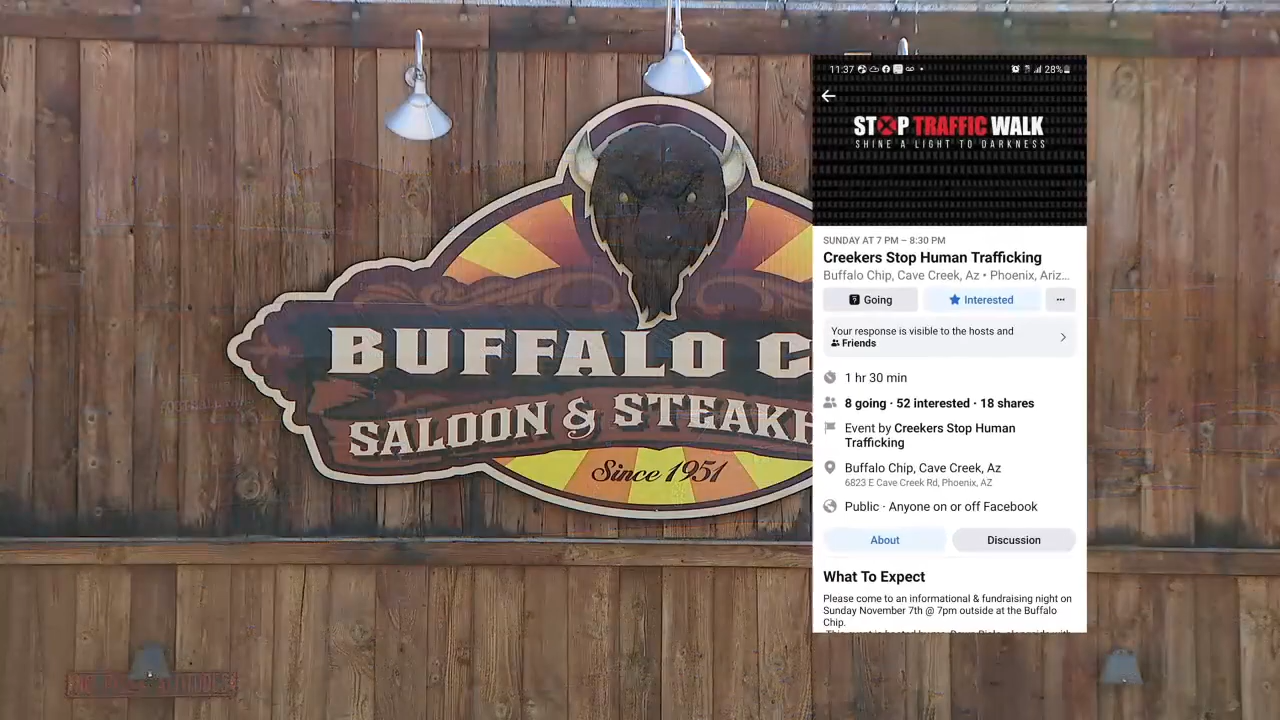 BUFFALO C
SALOON & STEAKH
Since 1951
11:37
28%
STOP TRAFFIC WALK
SHINE A LIGHT TO DARKNESS
SUNDAY AT 7 PM – 8:30 PM
Creekers Stop Human Trafficking
Buffalo Chip, Cave Creek, Az • Phoenix, Ariz...
Going
Interested
Your response is visible to the hosts and
Friends
1 hr 30 min
8 going · 52 interested · 18 shares
Event by Creekers Stop Human
Trafficking
Buffalo Chip, Cave Creek, Az
6823 E Cave Creek Rd, Phoenix, AZ
Public · Anyone on or off Facebook
About
Discussion
What To Expect
Please come to an informational & fundraising night on
Sunday November 7th @ 7pm outside at the Buffalo
Chip.